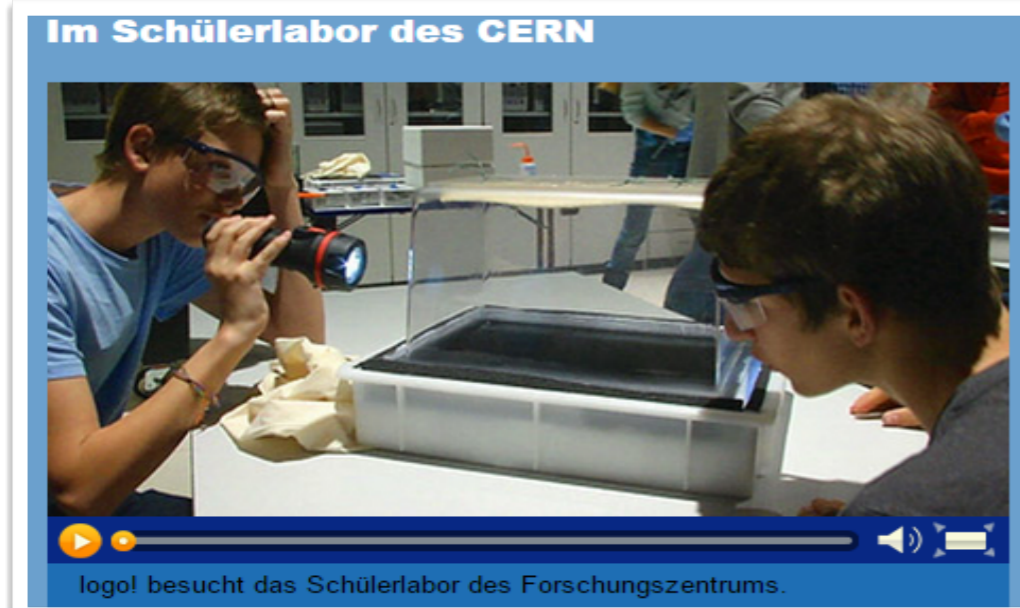 Im Schülerlabor des CERN
logo! besucht das Schülerlabor des Forschungszentrums.